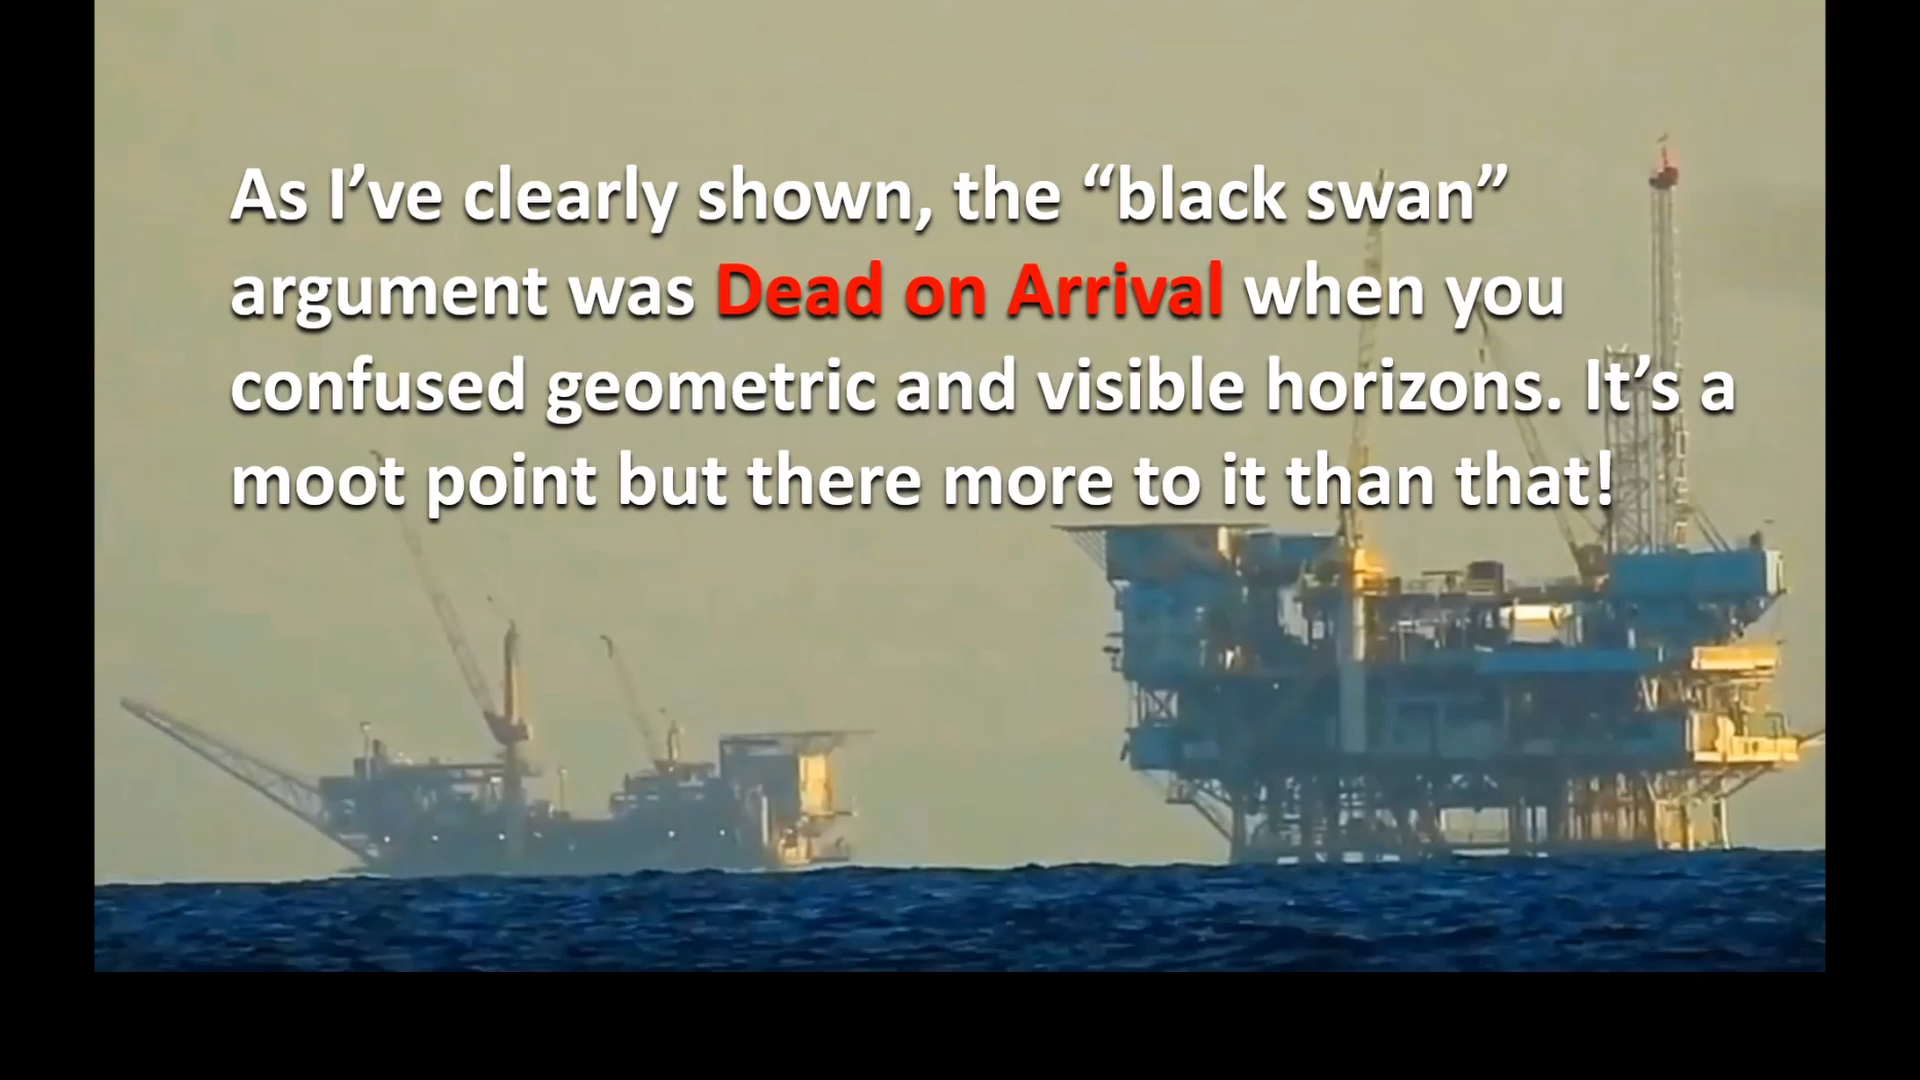 As I’ve clearly shown, the “black swan”
argument was Dead on Arrival when you
confused geometric and visible horizons. It’s a
moot point but there more to it than that!